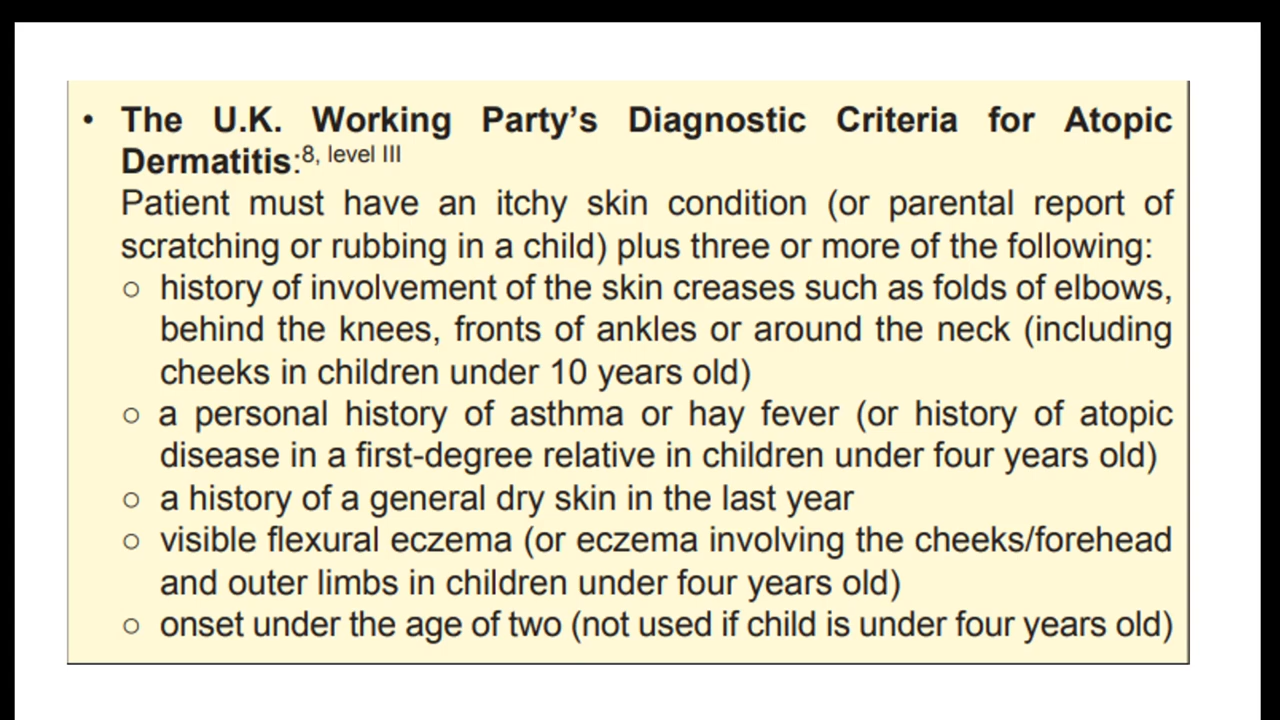 • The U.K. Working Party’s Diagnostic Criteria for Atopic
Dermatitis:8, level III
Patient must have an itchy skin condition (or parental report of
scratching or rubbing in a child) plus three or more of the following:
○ history of involvement of the skin creases such as folds of elbows,
behind the knees, fronts of ankles or around the neck (including
cheeks in children under 10 years old)
○ a personal history of asthma or hay fever (or history of atopic
disease in a first-degree relative in children under four years old)
○ a history of a general dry skin in the last year
○ visible flexural eczema (or eczema involving the cheeks/forehead
and outer limbs in children under four years old)
○ onset under the age of two (not used if child is under four years old)